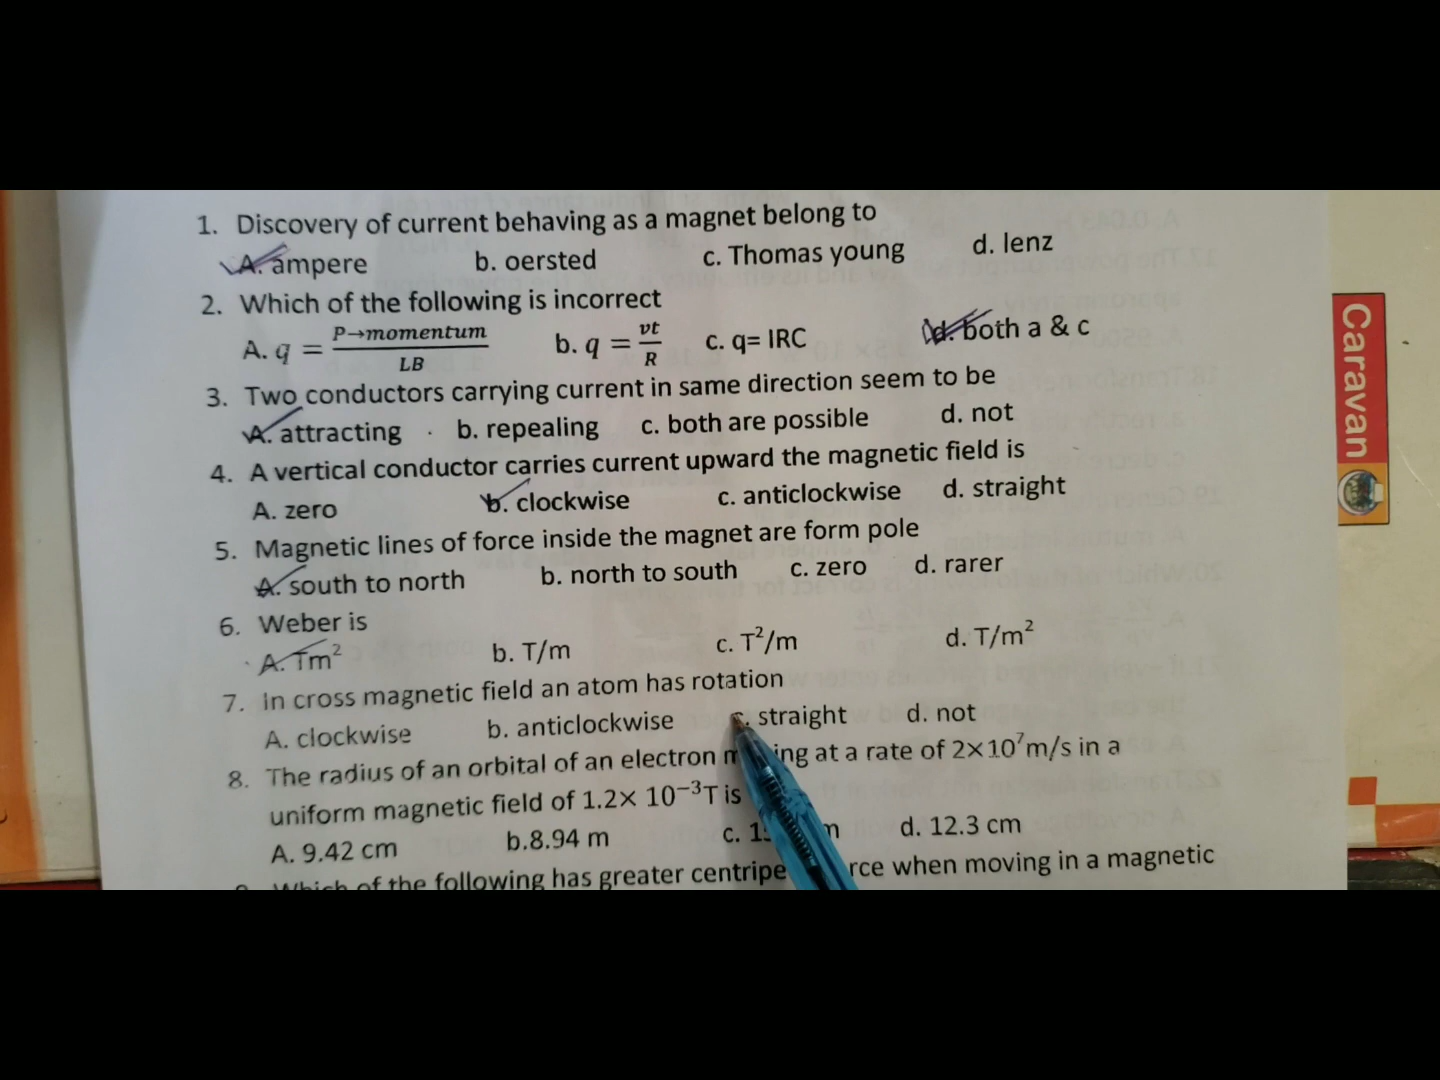 1. Discovery of current behaving as a magnet belong to
A. ampere b. oersted c. Thomas young d. lenz
2. Which of the following is incorrect
A. q = P→momentum / LB b. q = vt / R c. q= IRC d. both a & c
3. Two conductors carrying current in same direction seem to be
A. attracting b. repealing c. both are possible d. not
4. A vertical conductor carries current upward the magnetic field is
A. zero b. clockwise c. anticlockwise d. straight
5. Magnetic lines of force inside the magnet are form pole
A. south to north b. north to south c. zero d. rarer
6. Weber is
A. Tm² b. T/m c. T²/m d. T/m²
7. In cross magnetic field an atom has rotation
A. clockwise b. anticlockwise c. straight d. not
8. The radius of an orbital of an electron at a rate of 2×10⁷m/s in a
uniform magnetic field of 1.2× 10⁻³T is
A. 9.42 cm b.8.94 m c. d. 12.3 cm
Which of the following has greater when moving in a magnetic
Caravan